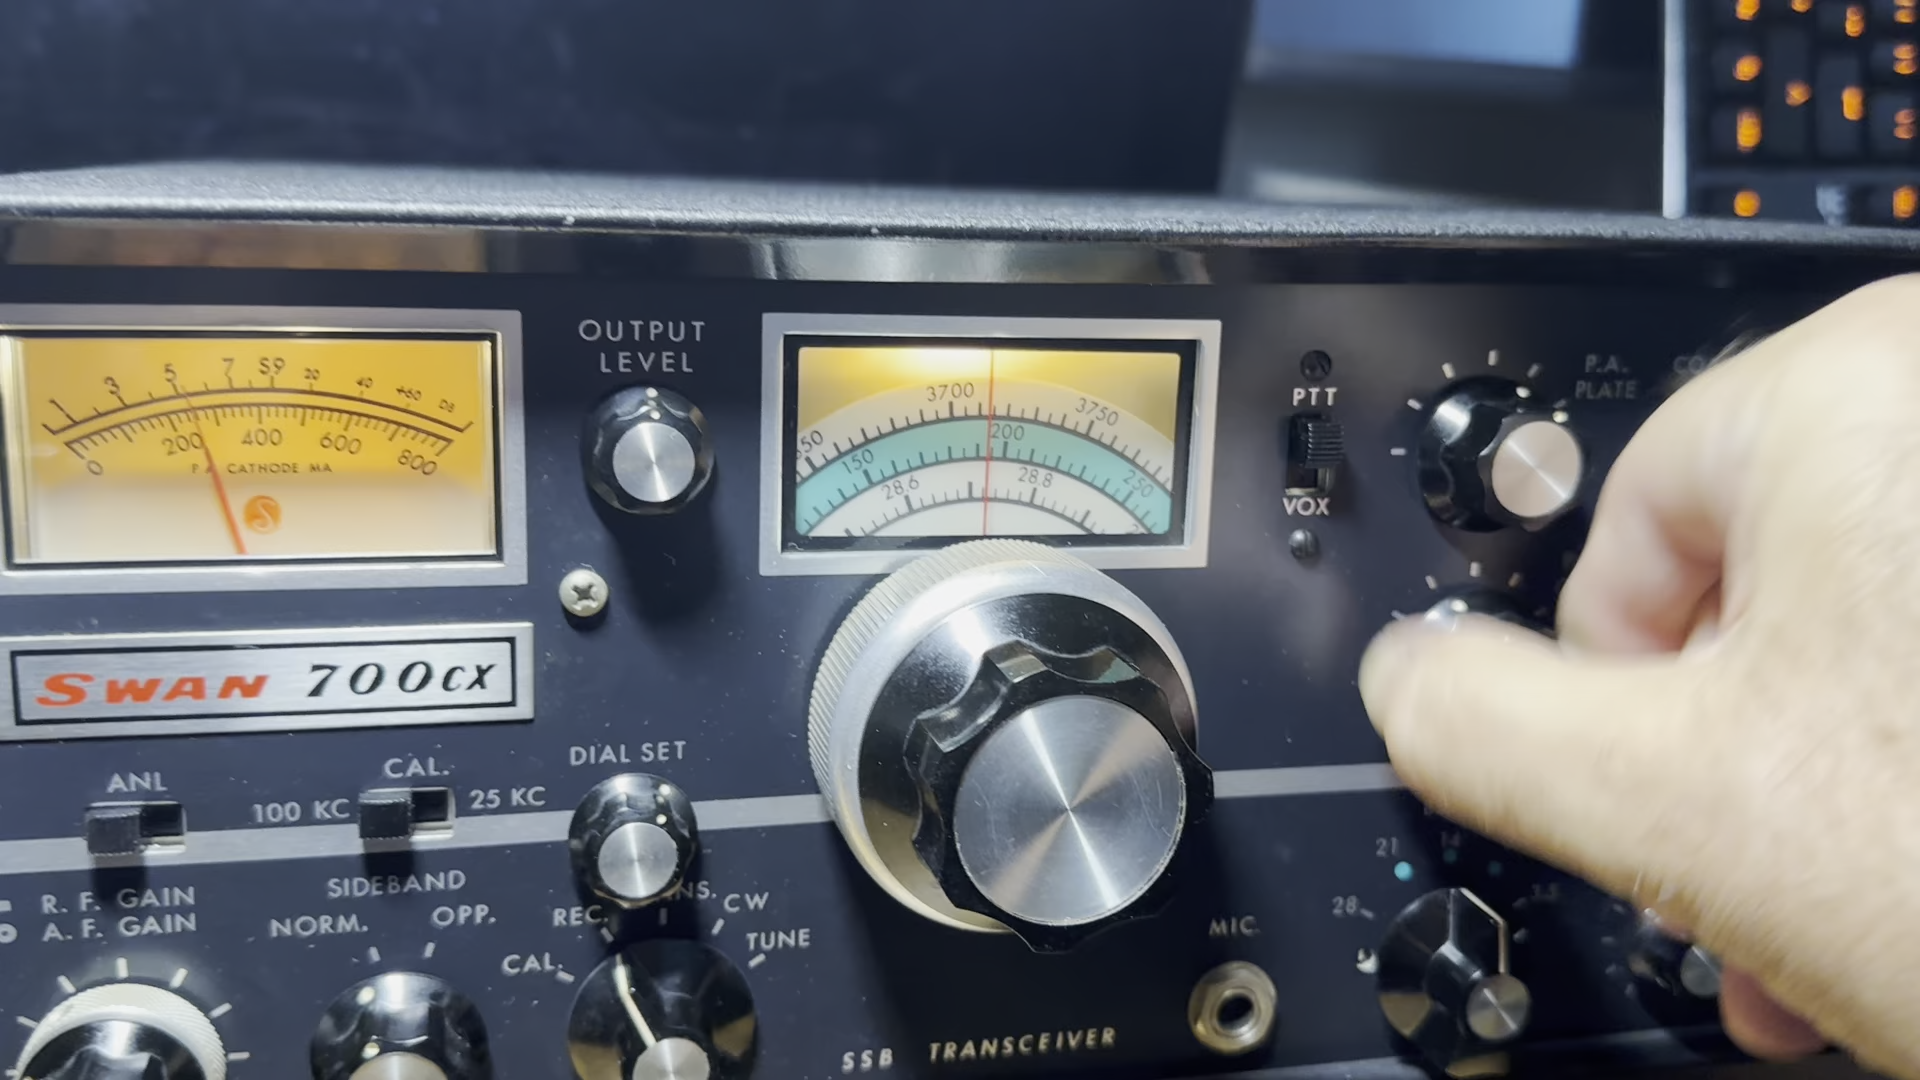 OUTPUT
LEVEL
1 3 5 7 S9 20 40 +60 DB
0 200 400 600 800
CATHODE MA
3700 3750
150 200 250
28.6 28.8
PTT
VOX
P.A.
PLATE
SWAN 700cx
DIAL SET
ANL
CAL.
100 KC 25 KC
R. F. GAIN
A. F. GAIN
SIDEBAND
NORM. OPP.
REC. CW
CAL. TUNE
MIC.
21 14
28 3.5
SSB TRANSCEIVER